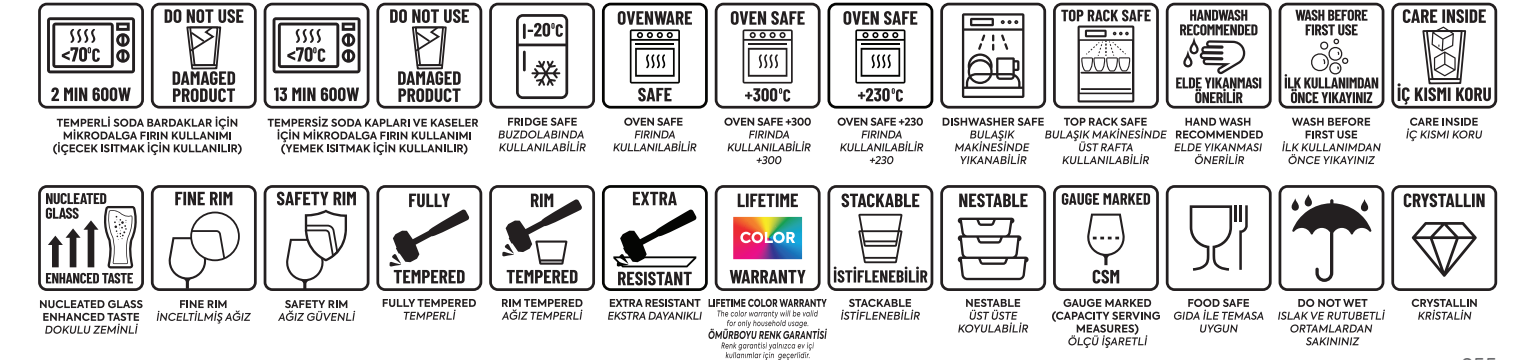 <70°C
2 MIN 600W
TEMPERLİ SODA BARDAKLAR İÇİN
MİKRODALGA FIRIN KULLANIMI
(İÇECEK ISITMAK İÇİN KULLANILIR)
DO NOT USE
DAMAGED
PRODUCT
<70°C
13 MIN 600W
TEMPERSİZ SODA KAPLARI VE KASELER
İÇİN MİKRODALGA FIRIN KULLANIMI
(YEMEK ISITMAK İÇİN KULLANILIR)
DO NOT USE
DAMAGED
PRODUCT
-20°C
FRIDGE SAFE
BUZDOLABINDA
KULLANILABİLİR
OVENWARE
SAFE
OVEN SAFE
FIRINDA
KULLANILABİLİR
OVEN SAFE
+300°C
OVEN SAFE +300
FIRINDA
KULLANILABİLİR
+300
OVEN SAFE
+230°C
OVEN SAFE +230
FIRINDA
KULLANILABİLİR
+230
DISHWASHER SAFE
BULAŞIK
MAKİNESİNDE
YIKANABİLİR
TOP RACK SAFE
TOP RACK SAFE
BULAŞIK MAKİNESİNDE
ÜST RAFTA
KULLANILABİLİR
HANDWASH
RECOMMENDED
ELDE YIKANMASI
ÖNERİLİR
HAND WASH
RECOMMENDED
ELDE YIKANMASI
ÖNERİLİR
WASH BEFORE
FIRST USE
İLK KULLANIMDAN
ÖNCE YIKAYINIZ
WASH BEFORE
FIRST USE
İLK KULLANIMDAN
ÖNCE YIKAYINIZ
CARE INSIDE
İÇ KISMI KORU
CARE INSIDE
İÇ KISMI KORU
NUCLEATED
GLASS
ENHANCED TASTE
NUCLEATED GLASS
ENHANCED TASTE
DOKULU ZEMİNLİ
FINE RIM
FINE RIM
İNCELTİLMİŞ AĞIZ
SAFETY RIM
SAFETY RIM
AĞIZ GÜVENLİ
FULLY
TEMPERED
FULLY TEMPERED
TEMPERLİ
RIM
TEMPERED
RIM TEMPERED
AĞIZ TEMPERLİ
EXTRA
RESISTANT
EXTRA RESISTANT
EKSTRA DAYANIKLI
LIFETIME
COLOR
WARRANTY
LIFETIME COLOR WARRANTY
The color warranty will be valid
for only household usage.
ÖMÜRBOYU RENK GARANTİSİ
Renk garantisi yalnızca ev içi
kullanımlar için geçerlidir.
STACKABLE
İSTİFLENEBİLİR
STACKABLE
İSTİFLENEBİLİR
NESTABLE
NESTABLE
ÜST ÜSTE
KOYULABİLİR
GAUGE MARKED
CSM
GAUGE MARKED
(CAPACITY SERVING
MEASURES)
ÖLÇÜ İŞARETLİ
FOOD SAFE
GIDA İLE TEMASA
UYGUN
DO NOT WET
ISLAK VE RUTUBETLİ
ORTAMLARDAN
SAKININIZ
CRYSTALLIN
CRYSTALLIN
KRİSTALİN